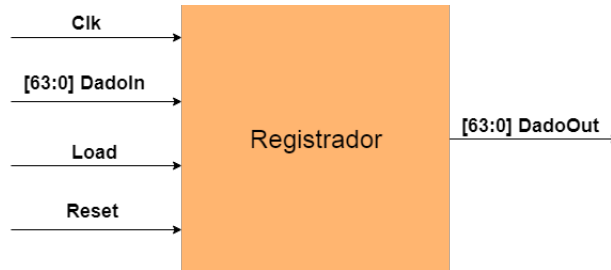 Clk
[63:0] DadoIn
Load
Reset
Registrador
[63:0] DadoOut